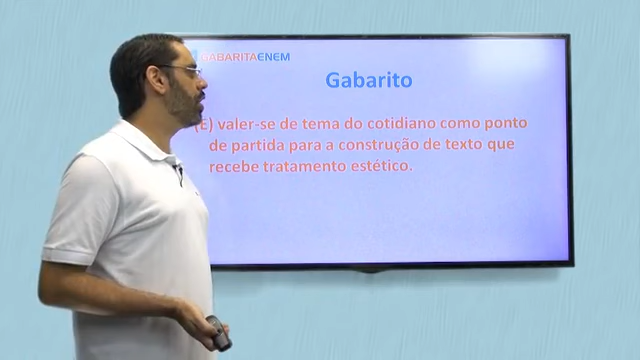 GABARITAENEM
Gabarito
(E) valer-se de tema do cotidiano como ponto
de partida para a construção de texto que
recebe tratamento estético.